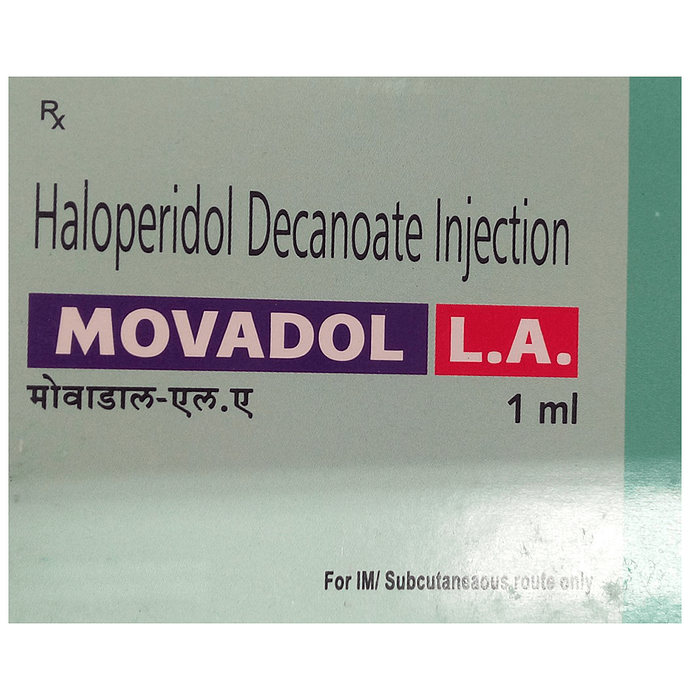 Rx
Haloperidol Decanoate Injection
MOVADOL L.A.
मोवाडाल-एल.ए
1 ml
For IM/ Subcutaneaous route only